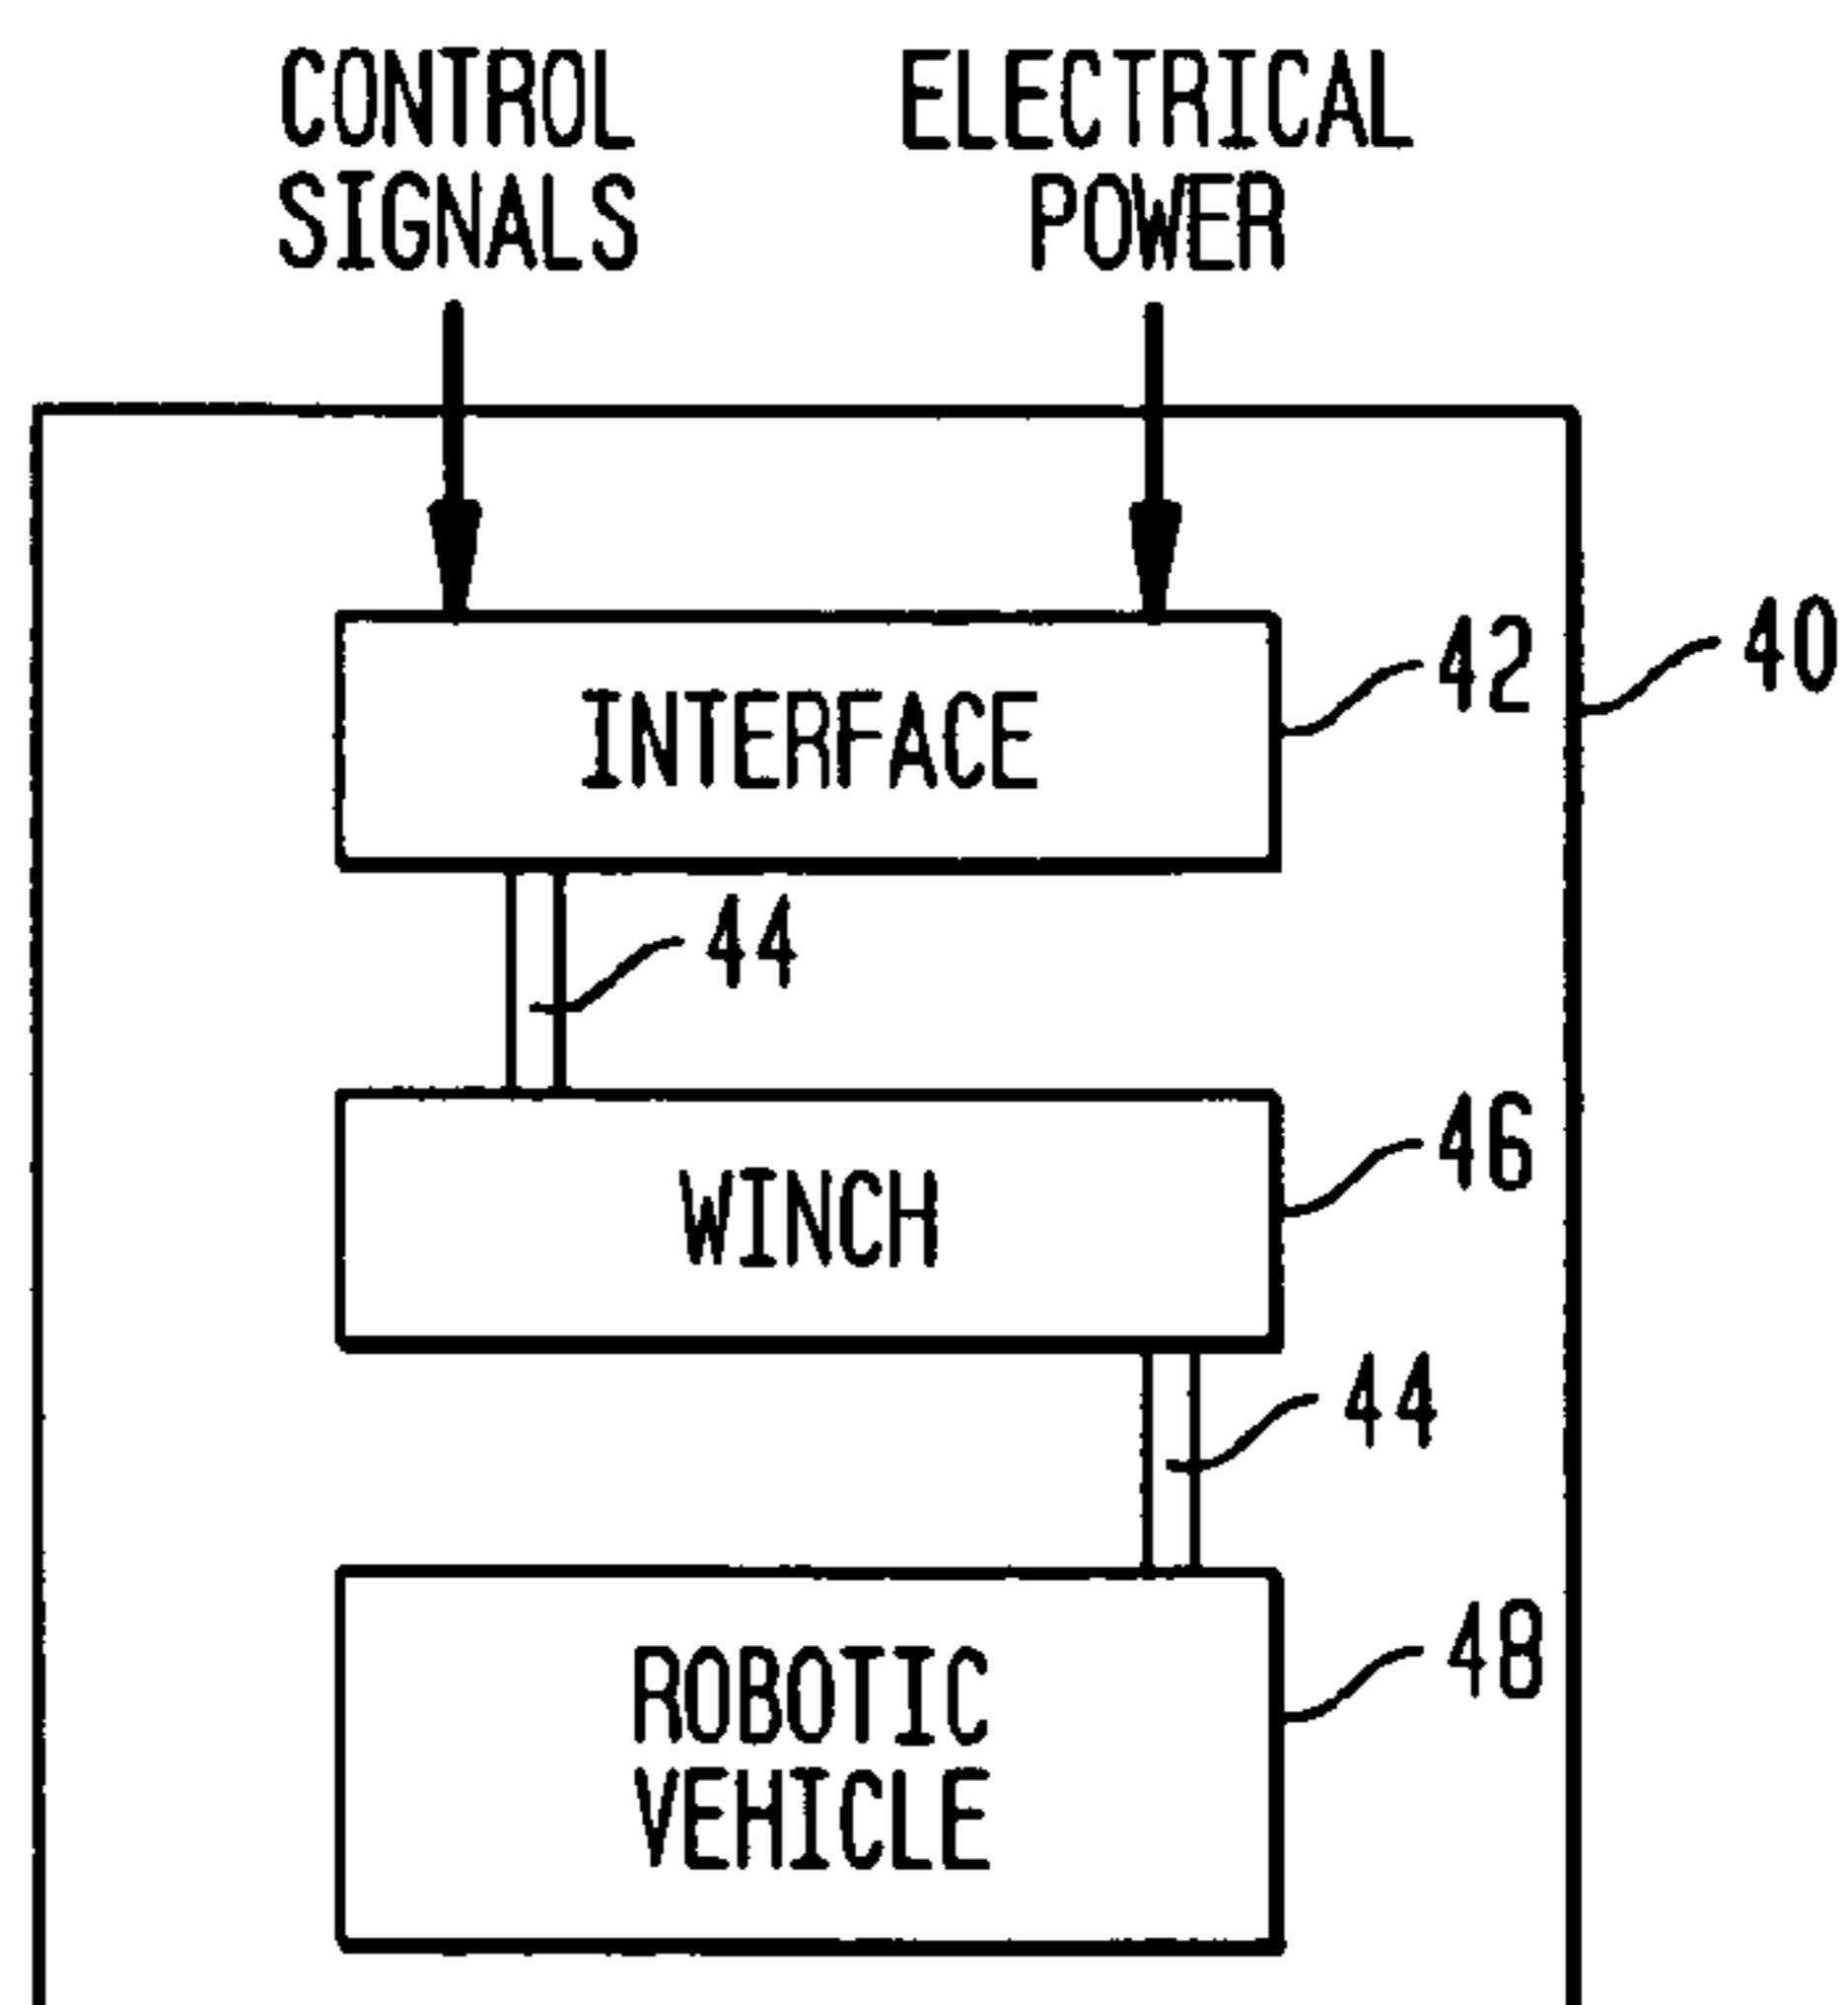 CONTROL ELECTRICAL
SIGNALS POWER
40
42
INTERFACE
44
46
WINCH
44
48
ROBOTIC
VEHICLE